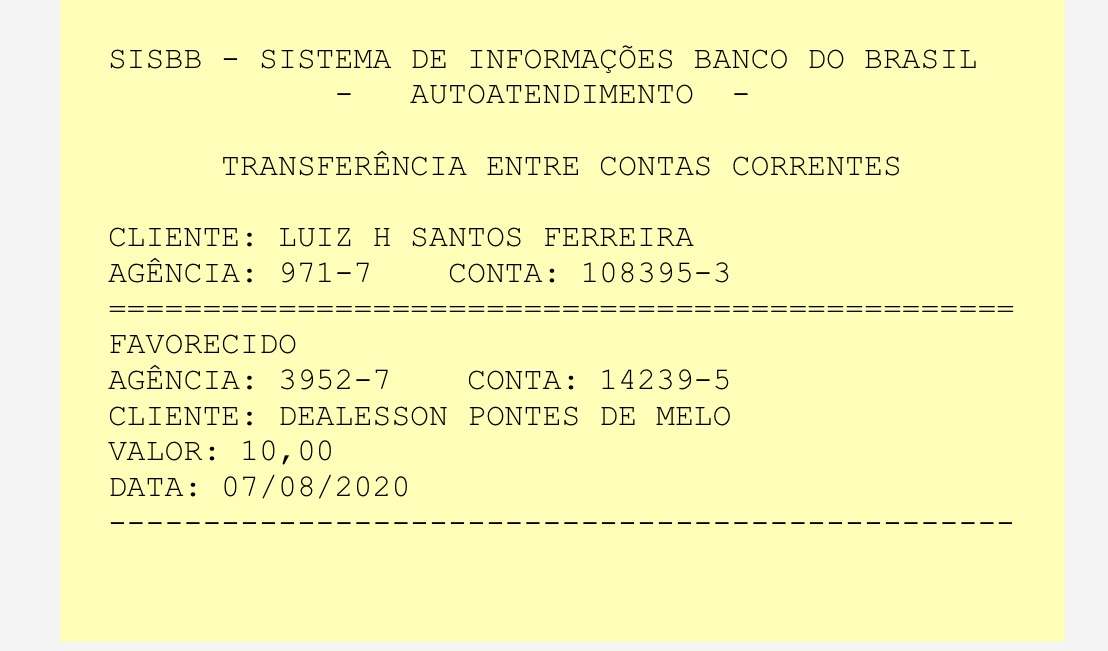 SISBB - SISTEMA DE INFORMAÇÕES BANCO DO BRASIL
- AUTOATENDIMENTO -
TRANSFERÊNCIA ENTRE CONTAS CORRENTES
CLIENTE: LUIZ H SANTOS FERREIRA
AGÊNCIA: 971-7 CONTA: 108395-3
================================================
FAVORECIDO
AGÊNCIA: 3952-7 CONTA: 14239-5
CLIENTE: DEALESSON PONTES DE MELO
VALOR: 10,00
DATA: 07/08/2020
------------------------------------------------